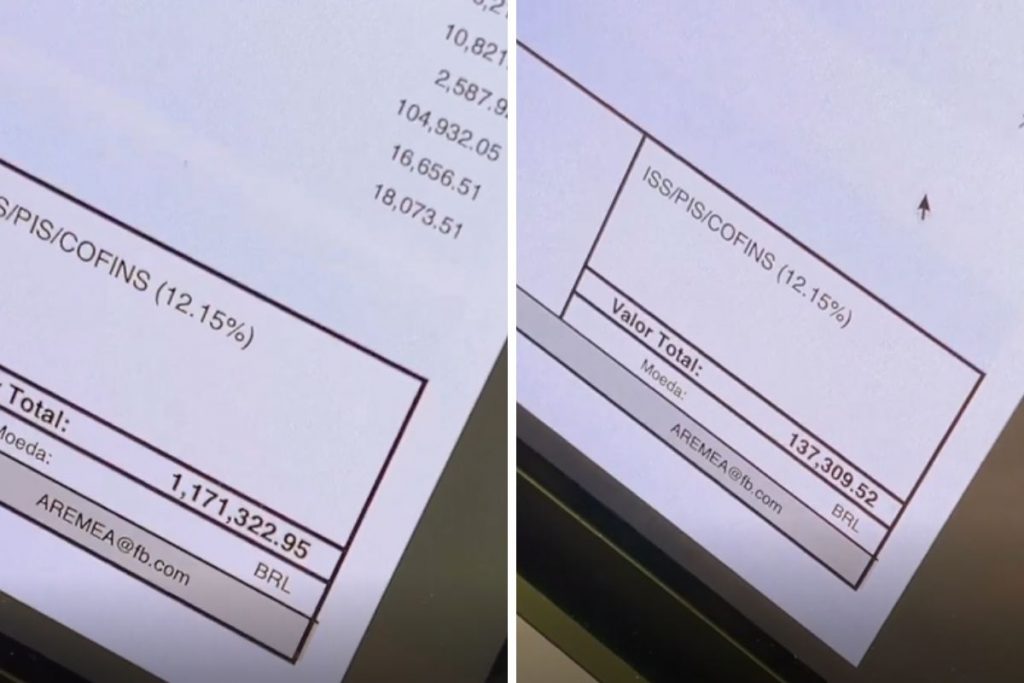 10,821
2,587.9
104,932.05
16,656.51
18,073.51
S/PIS/COFINS (12.15%)
Total:
1,171,322.95
Moeda:
BRL
AREMEA@fb.com
ISS/PIS/COFINS (12.15%)
Valor Total:
137,309.52
Moeda:
BRL
AREMEA@fb.com